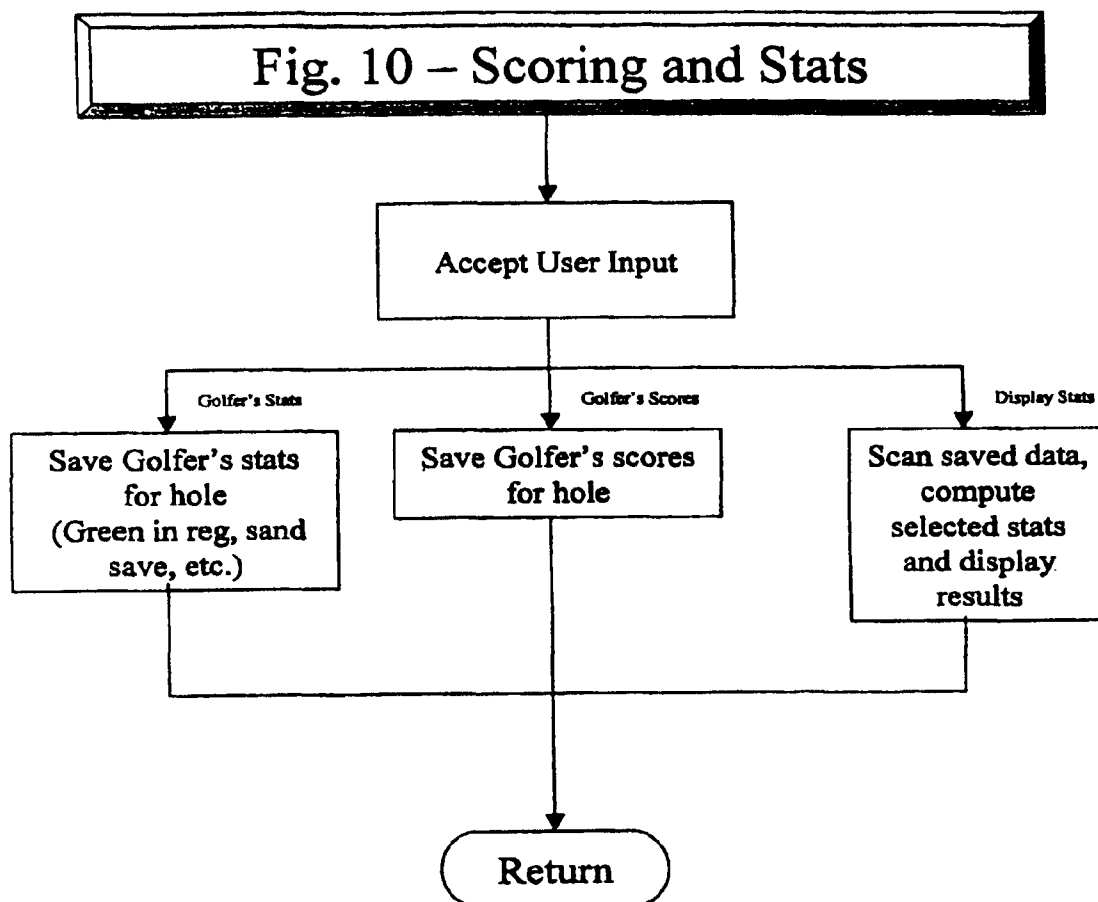 Fig. 10 – Scoring and Stats
Accept User Input
Golfer's Stats
Golfer's Scores
Display Stats
Save Golfer's stats
for hole
(Green in reg, sand
save, etc.)
Save Golfer's scores
for hole
Scan saved data,
compute
selected stats
and display
results
Return